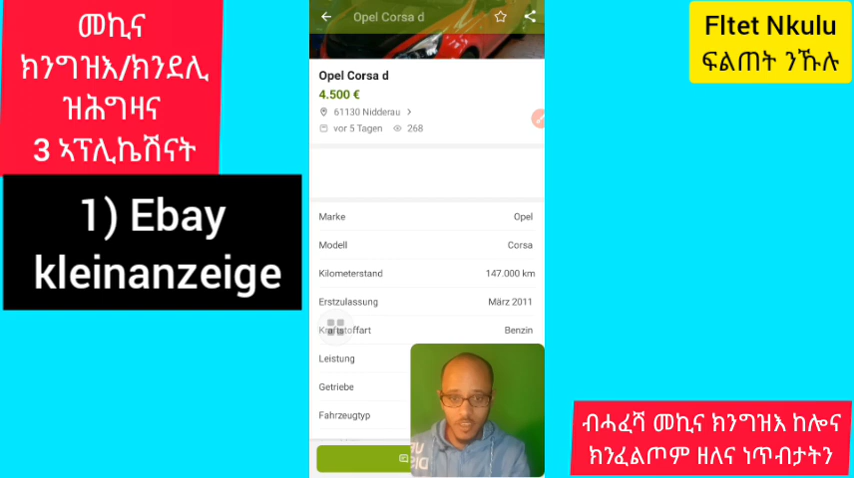 መኪና
ክንግዝእ/ክንደሊ
ዝሕግዛና
3 ኣፕሊኬሽናት
1) Ebay
kleinanzeige
Opel Corsa d
Opel Corsa d
4.500 €
61130 Nidderau
vor 5 Tagen 268
Marke Opel
Modell Corsa
Kilometerstand 147.000 km
Erstzulassung März 2011
Kraftstoffart Benzin
Leistung
Getriebe
Fahrzeugtyp
Fltet Nkulu
ፍልጠት ንኹሉ
ብሓፈሻ መኪና ክንግዝእ ከሎና
ክንፈልጦም ዘለና ነጥብታትን